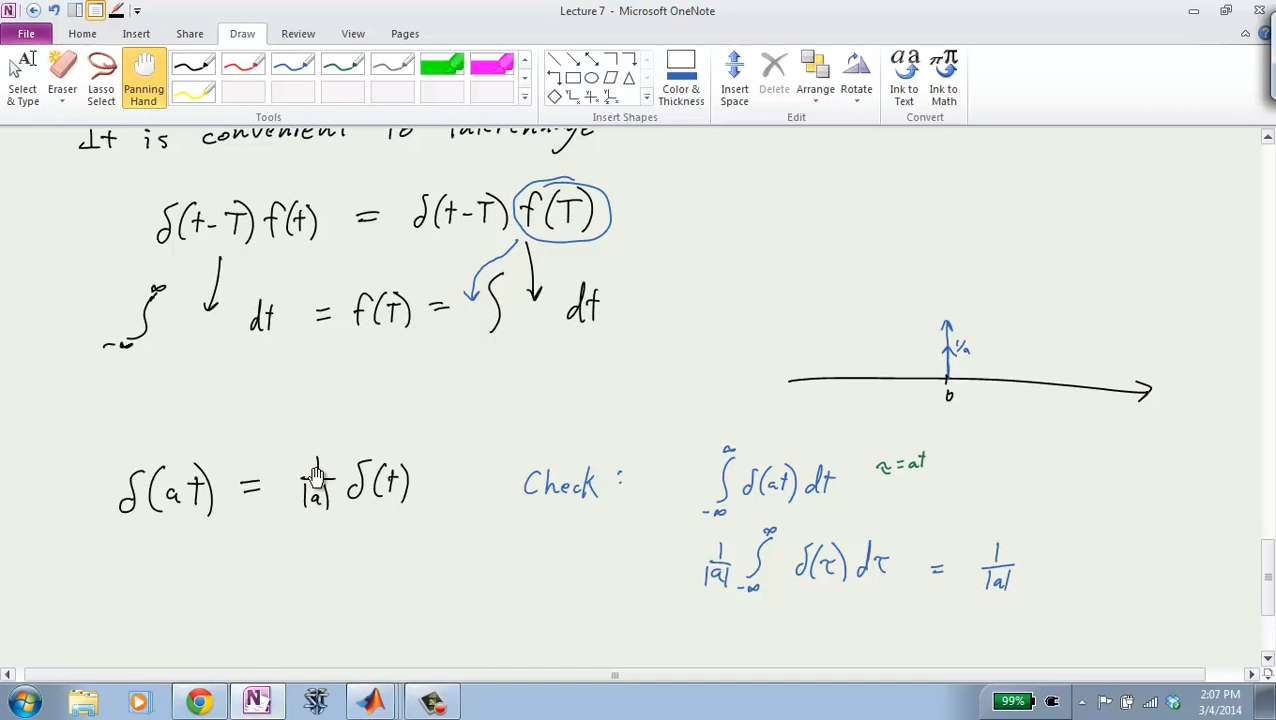 Lecture 7 - Microsoft OneNote
File Home Insert Share Draw Review View Pages
Select & Type
Eraser
Lasso Select
Panning Hand
Color & Thickness
Insert Space
Delete
Arrange
Rotate
Ink to Text
Ink to Math
Tools Insert Shapes Edit Convert
It is convenient to interchange
δ(t-T) f(t) = δ(t-T) f(T)
∫_{-∞}^{∞} dt = f(T) = ∫ dt
1/a
0
δ(at) = 1/|a| δ(t)
Check: ∫_{-∞}^{∞} δ(at) dt τ=at
1/|a| ∫_{-∞}^{∞} δ(τ) dτ = 1/|a|
99%
2:07 PM
3/4/2014